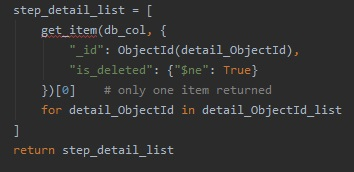 step_detail_list = [
    get_item(db_col, {
        "_id": ObjectId(detail_ObjectId),
        "is_deleted": {"$ne": True}
    })[0]    # only one item returned
    for detail_ObjectId in detail_ObjectId_list
]
return step_detail_list